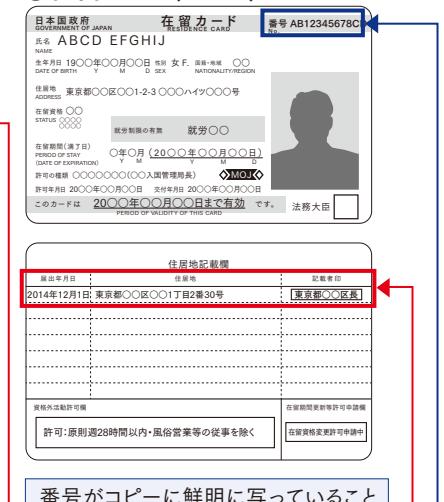 日本国政府 在留カード 番号 AB12345678CD
GOVERNMENT OF JAPAN RESIDENCE CARD No.
氏名 ABCD EFGHIJ
NAME
生年月日 19○○年○○月○○日 性別 女 F. 国籍・地域 ○○
DATE OF BIRTH Y M D SEX NATIONALITY/REGION
住居地 東京都○○区○○1-2-3 ○○○ハイツ○○○号
ADDRESS
在留資格 ○○
STATUS ○○○○
○○○○
就労制限の有無 就労○○
在留期間(満了日) ○年○月 (20○○年○○月○○日)
PERIOD OF STAY Y M Y M D
(DATE OF EXPIRATION)
許可の種類 ○○○○○○○(○○入国管理局長) MOJ
許可年月日 20○○年○○月○○日 交付年月日 20○○年○○月○○日
このカードは 20○○年○○月○○日まで有効 です。 法務大臣
PERIOD OF VALIDITY OF THIS CARD
住居地記載欄
届出年月日 住居地 記載者印
2014年12月1日 東京都○○区○○1丁目2番30号 東京都○○区長
資格外活動許可欄 在留期間更新等許可申請欄
許可:原則週28時間以内・風俗営業等の従事を除く 在留資格変更許可申請中
番号がコピーに鮮明に写っていること